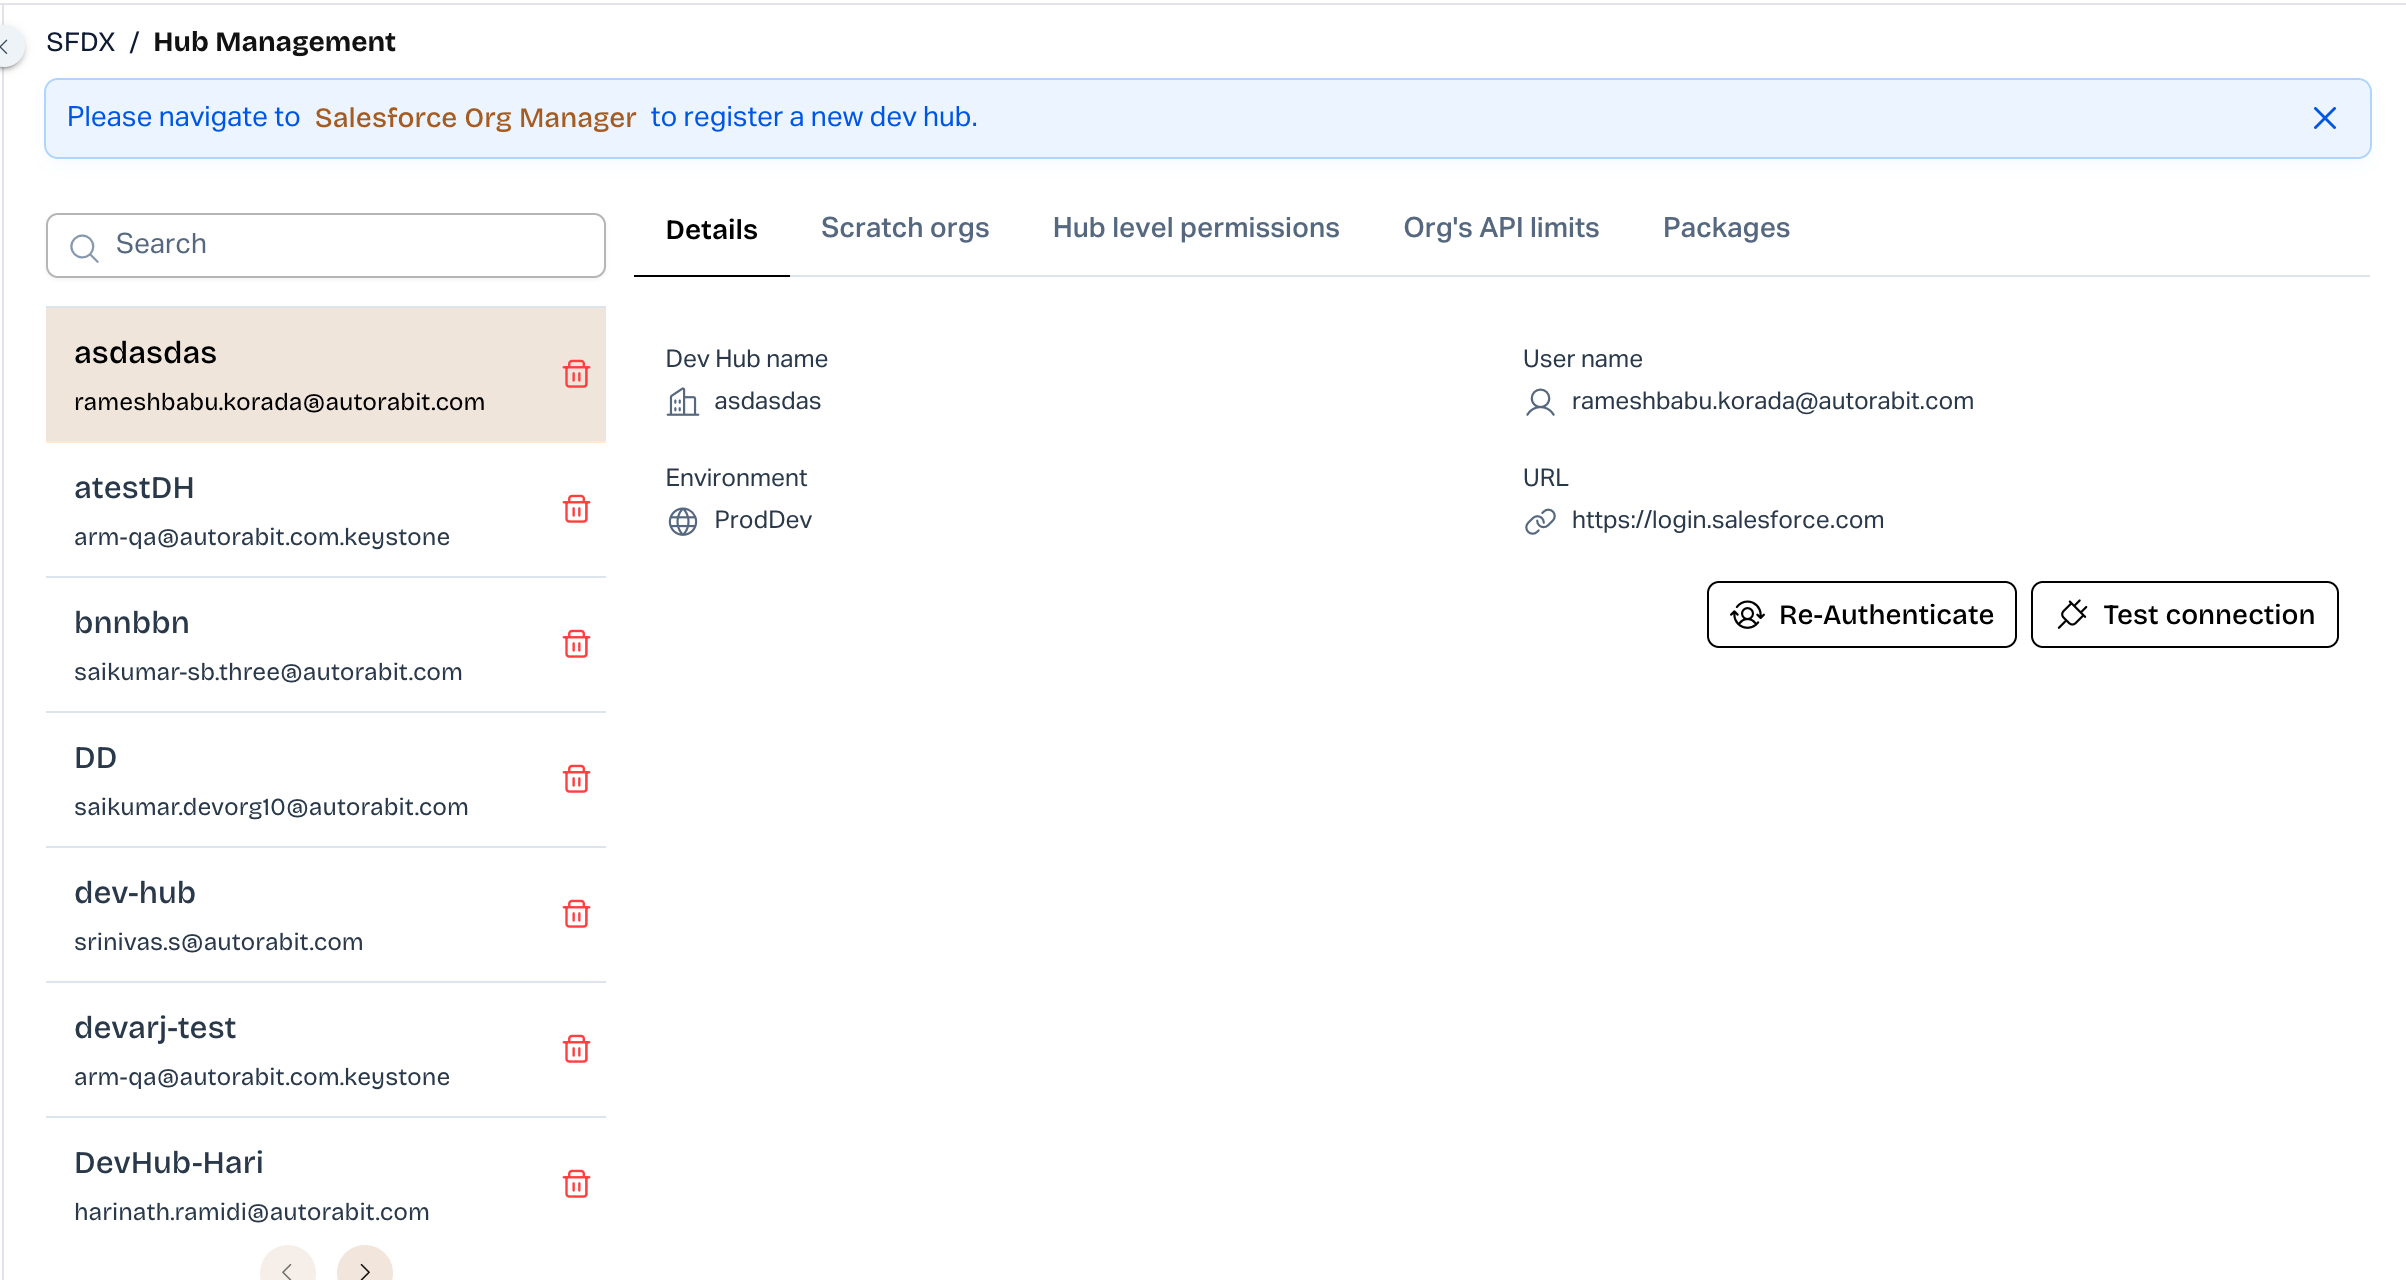 SFDX / Hub Management
Please navigate to Salesforce Org Manager to register a new dev hub.
Search
asdasdas
rameshbabu.korada@autorabit.com
atestDH
arm-qa@autorabit.com.keystone
bnnbbn
saikumar-sb.three@autorabit.com
DD
saikumar.devorg10@autorabit.com
dev-hub
srinivas.s@autorabit.com
devarj-test
arm-qa@autorabit.com.keystone
DevHub-Hari
harinath.ramidi@autorabit.com
Details Scratch orgs Hub level permissions Org's API limits Packages
Dev Hub name
asdasdas
User name
rameshbabu.korada@autorabit.com
Environment
ProdDev
URL
https://login.salesforce.com
Re-Authenticate Test connection